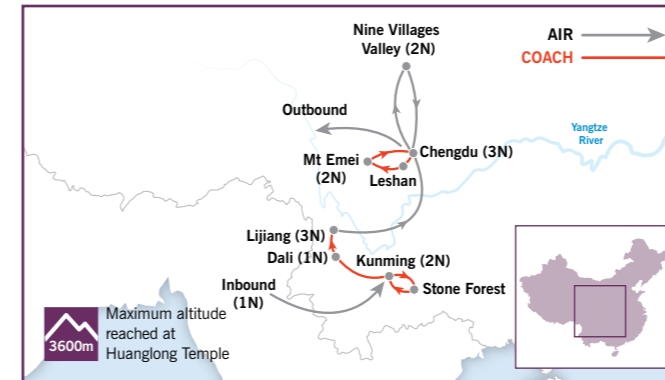 Nine Villages
Valley (2N)
AIR
COACH
Outbound
Yangtze
River
Chengdu (3N)
Mt Emei
(2N)
Leshan
Lijiang (3N)
Dali (1N)
Kunming (2N)
Inbound
(1N)
Stone Forest
3600m
Maximum altitude
reached at
Huanglong Temple